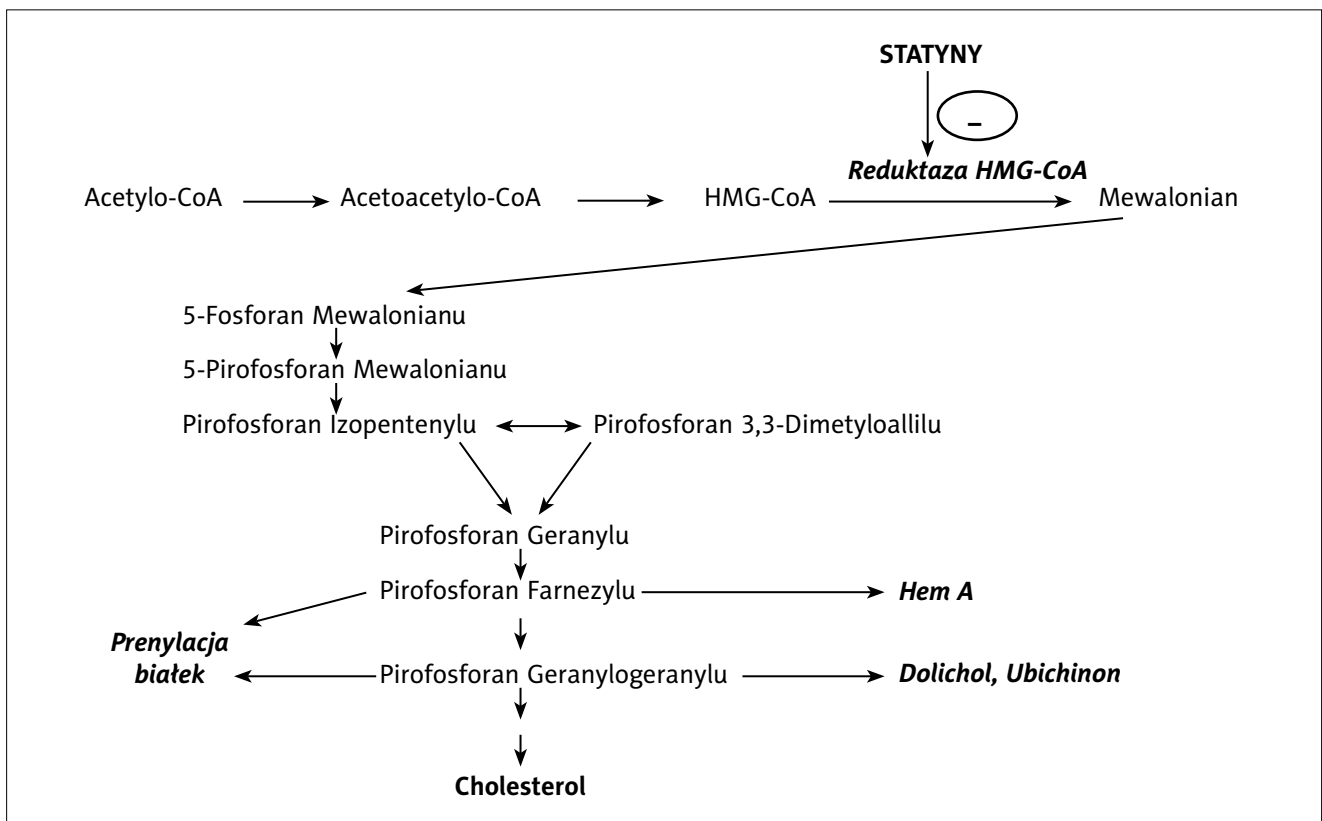 STATYNY
–
Reduktaza HMG-CoA
Acetylo-CoA Acetoacetylo-CoA HMG-CoA Mewalonian
5-Fosforan Mewalonianu
5-Pirofosforan Mewalonianu
Pirofosforan Izopentenylu Pirofosforan 3,3-Dimetyloallilu
Pirofosforan Geranylu
Pirofosforan Farnezylu Hem A
Prenylacja
białek Pirofosforan Geranylogeranylu Dolichol, Ubichinon
Cholesterol